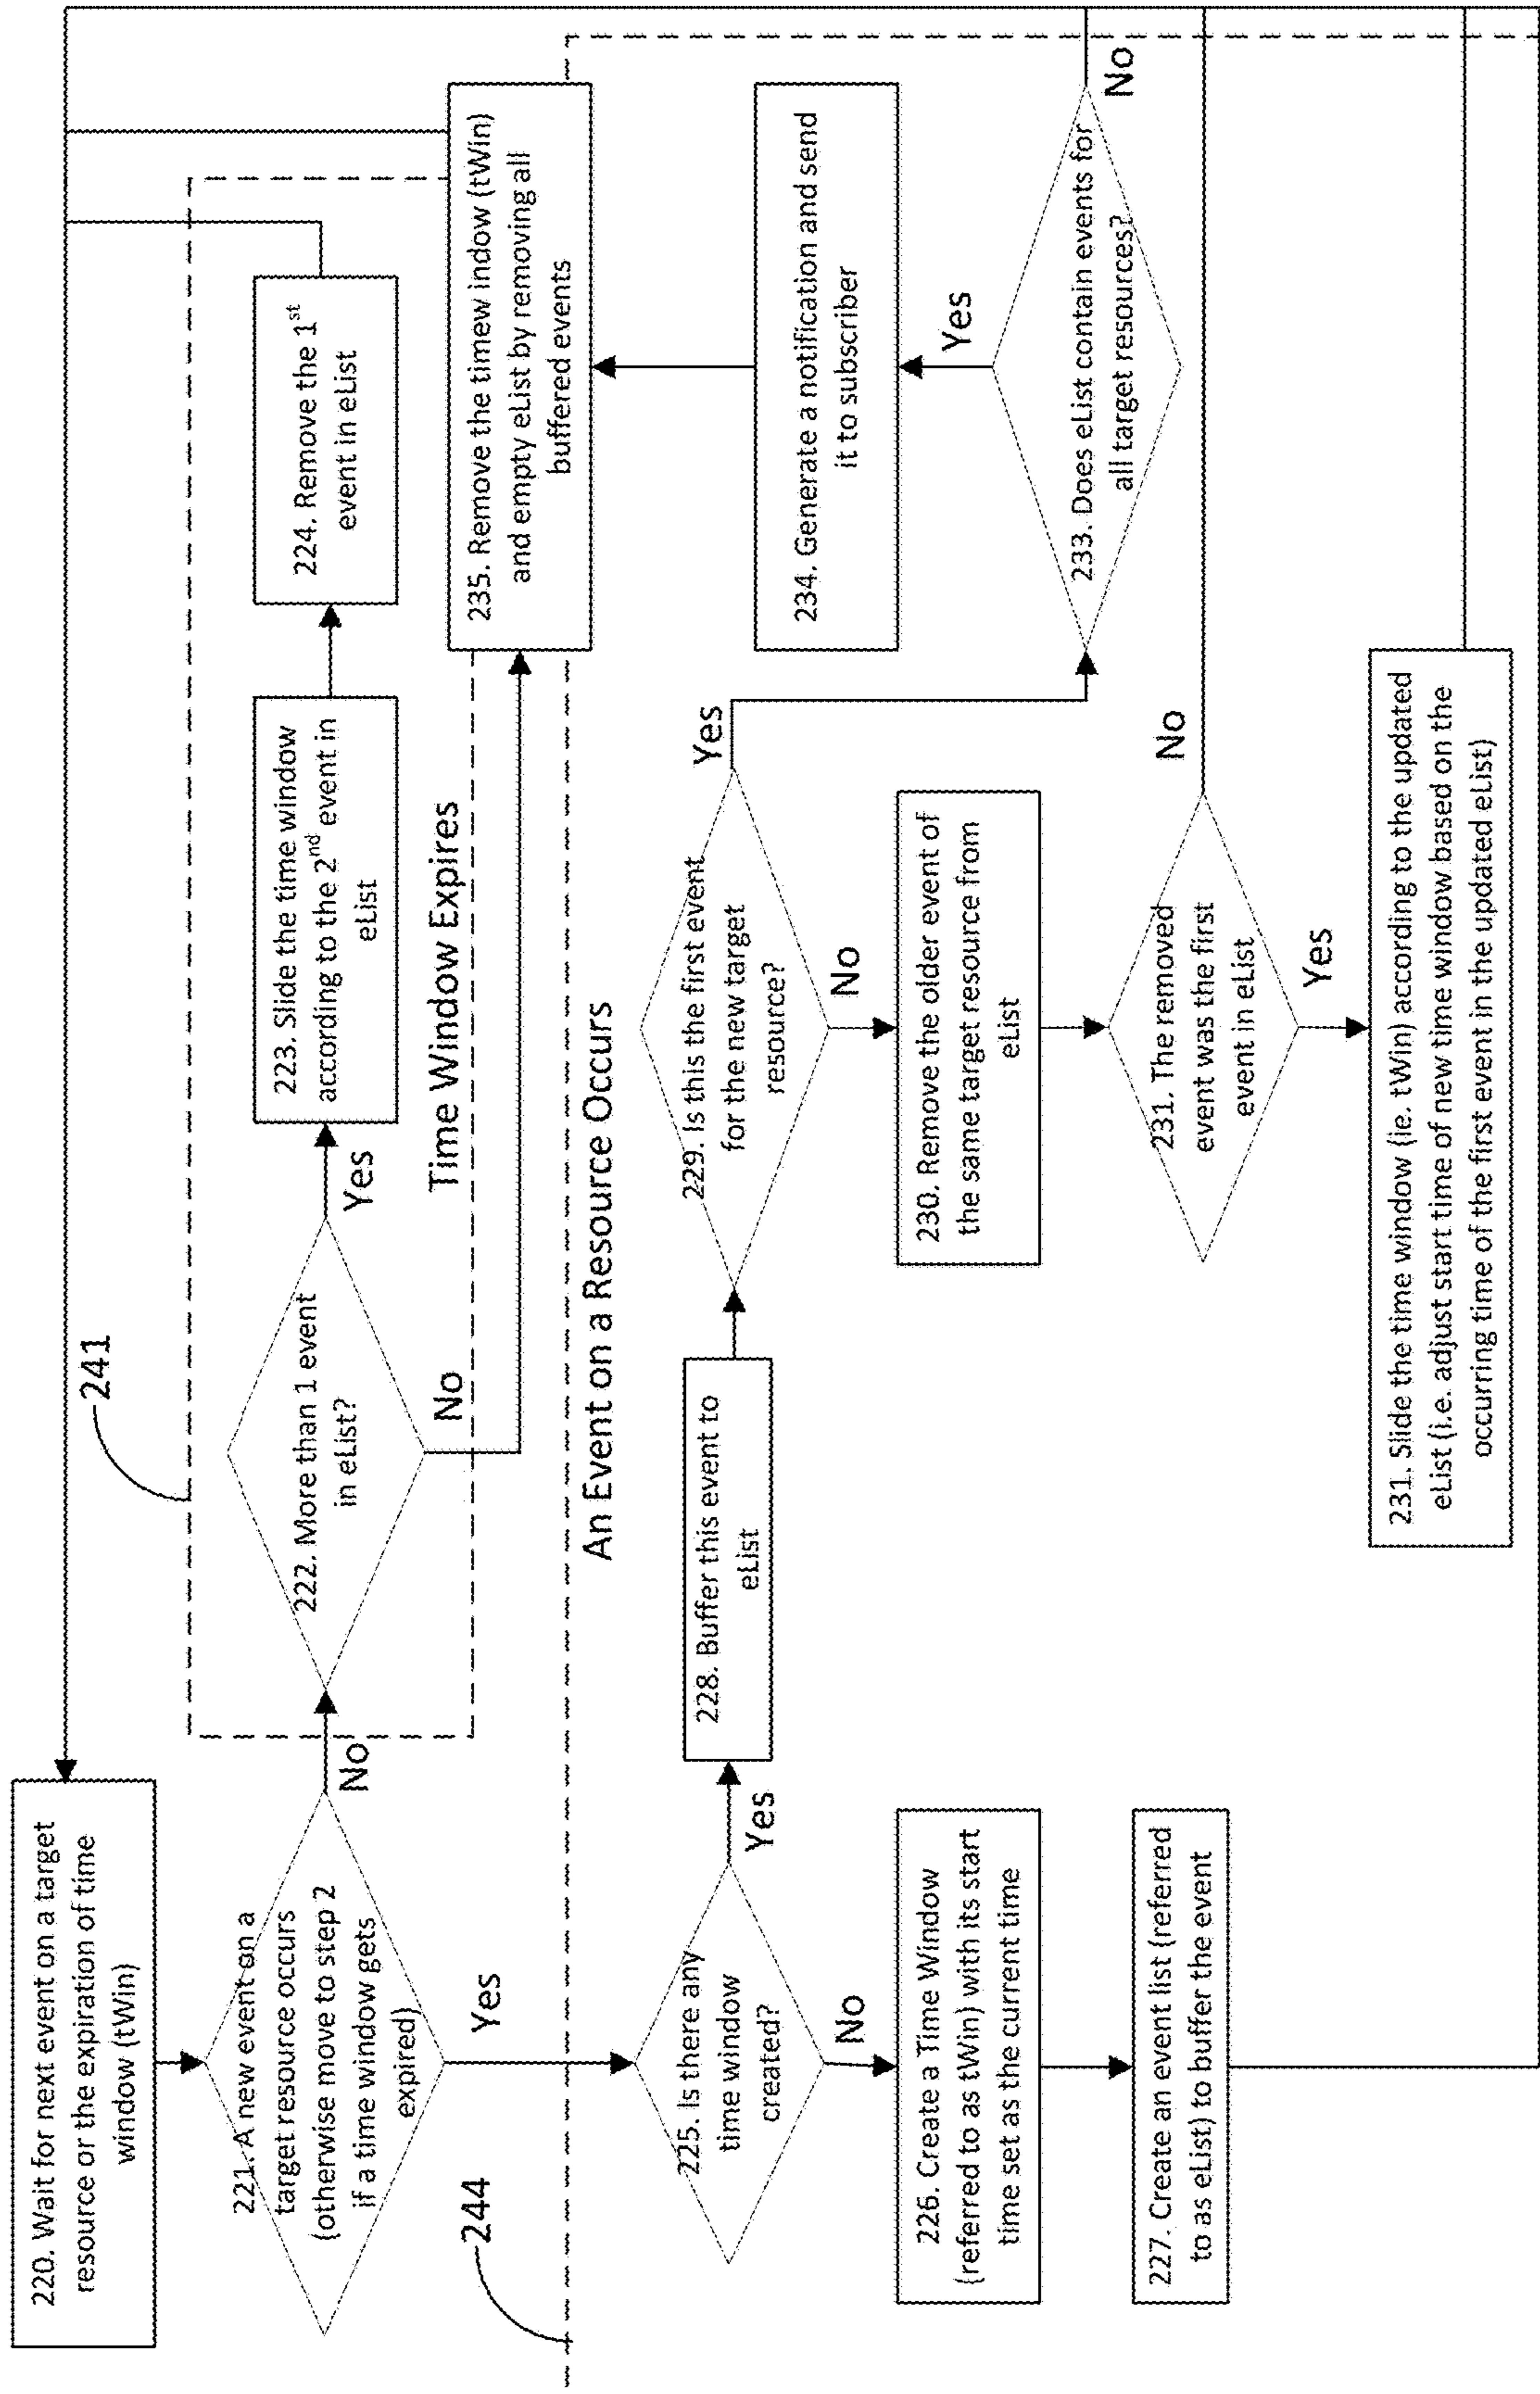 220. Wait for next event on a target
resource or the expiration of time
window (tWin)
221. A new event on a
target resource occurs
(otherwise move to step 2
if a time window gets
expired)
No
Yes
241
222. More than 1 event
in eList?
Yes
No
223. Slide the time window
according to the 2nd event in
eList
224. Remove the 1st
event in eList
Time Window Expires
235. Remove the timew indow (tWin)
and empty eList by removing all
buffered events
244
An Event on a Resource Occurs
225. Is there any
time window
created?
Yes
No
226. Create a Time Window
(referred to as tWin) with its start
time set as the current time
227. Create an event list (referred
to as eList) to buffer the event
228. Buffer this event to
eList
229. Is this the first event
for the new target
resource?
Yes
No
230. Remove the older event of
the same target resource from
eList
231. The removed
event was the first
event in eList
No
Yes
231. Slide the time window (ie. tWin) according to the updated
eList (i.e. adjust start time of new time window based on the
occurring time of the first event in the updated eList)
234. Generate a notification and send
it to subscriber
Yes
233. Does eList contain events for
all target resources?
No